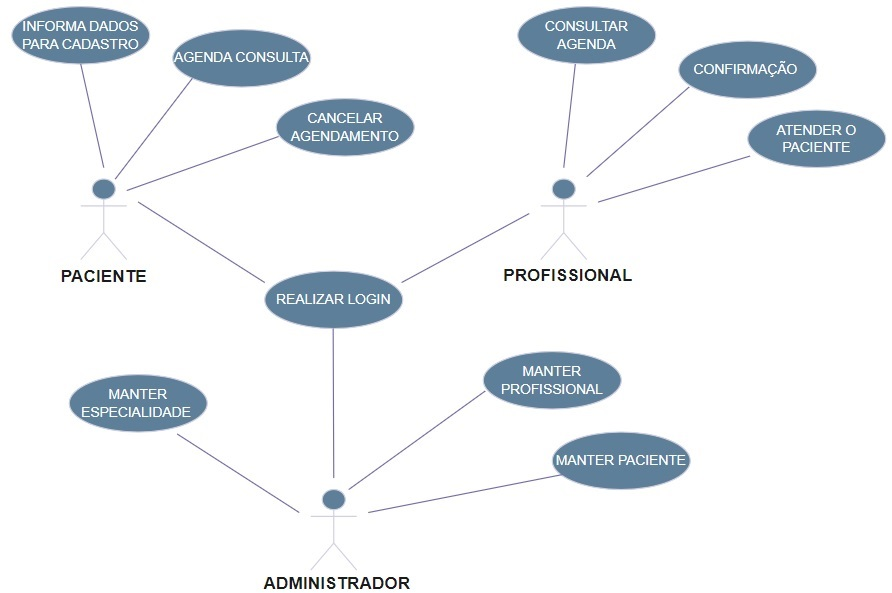 INFORMA DADOS
PARA CADASTRO
AGENDA CONSULTA
CANCELAR
AGENDAMENTO
CONSULTAR
AGENDA
CONFIRMAÇÃO
ATENDER O
PACIENTE
PACIENTE
PROFISSIONAL
REALIZAR LOGIN
MANTER
ESPECIALIDADE
MANTER
PROFISSIONAL
MANTER PACIENTE
ADMINISTRADOR